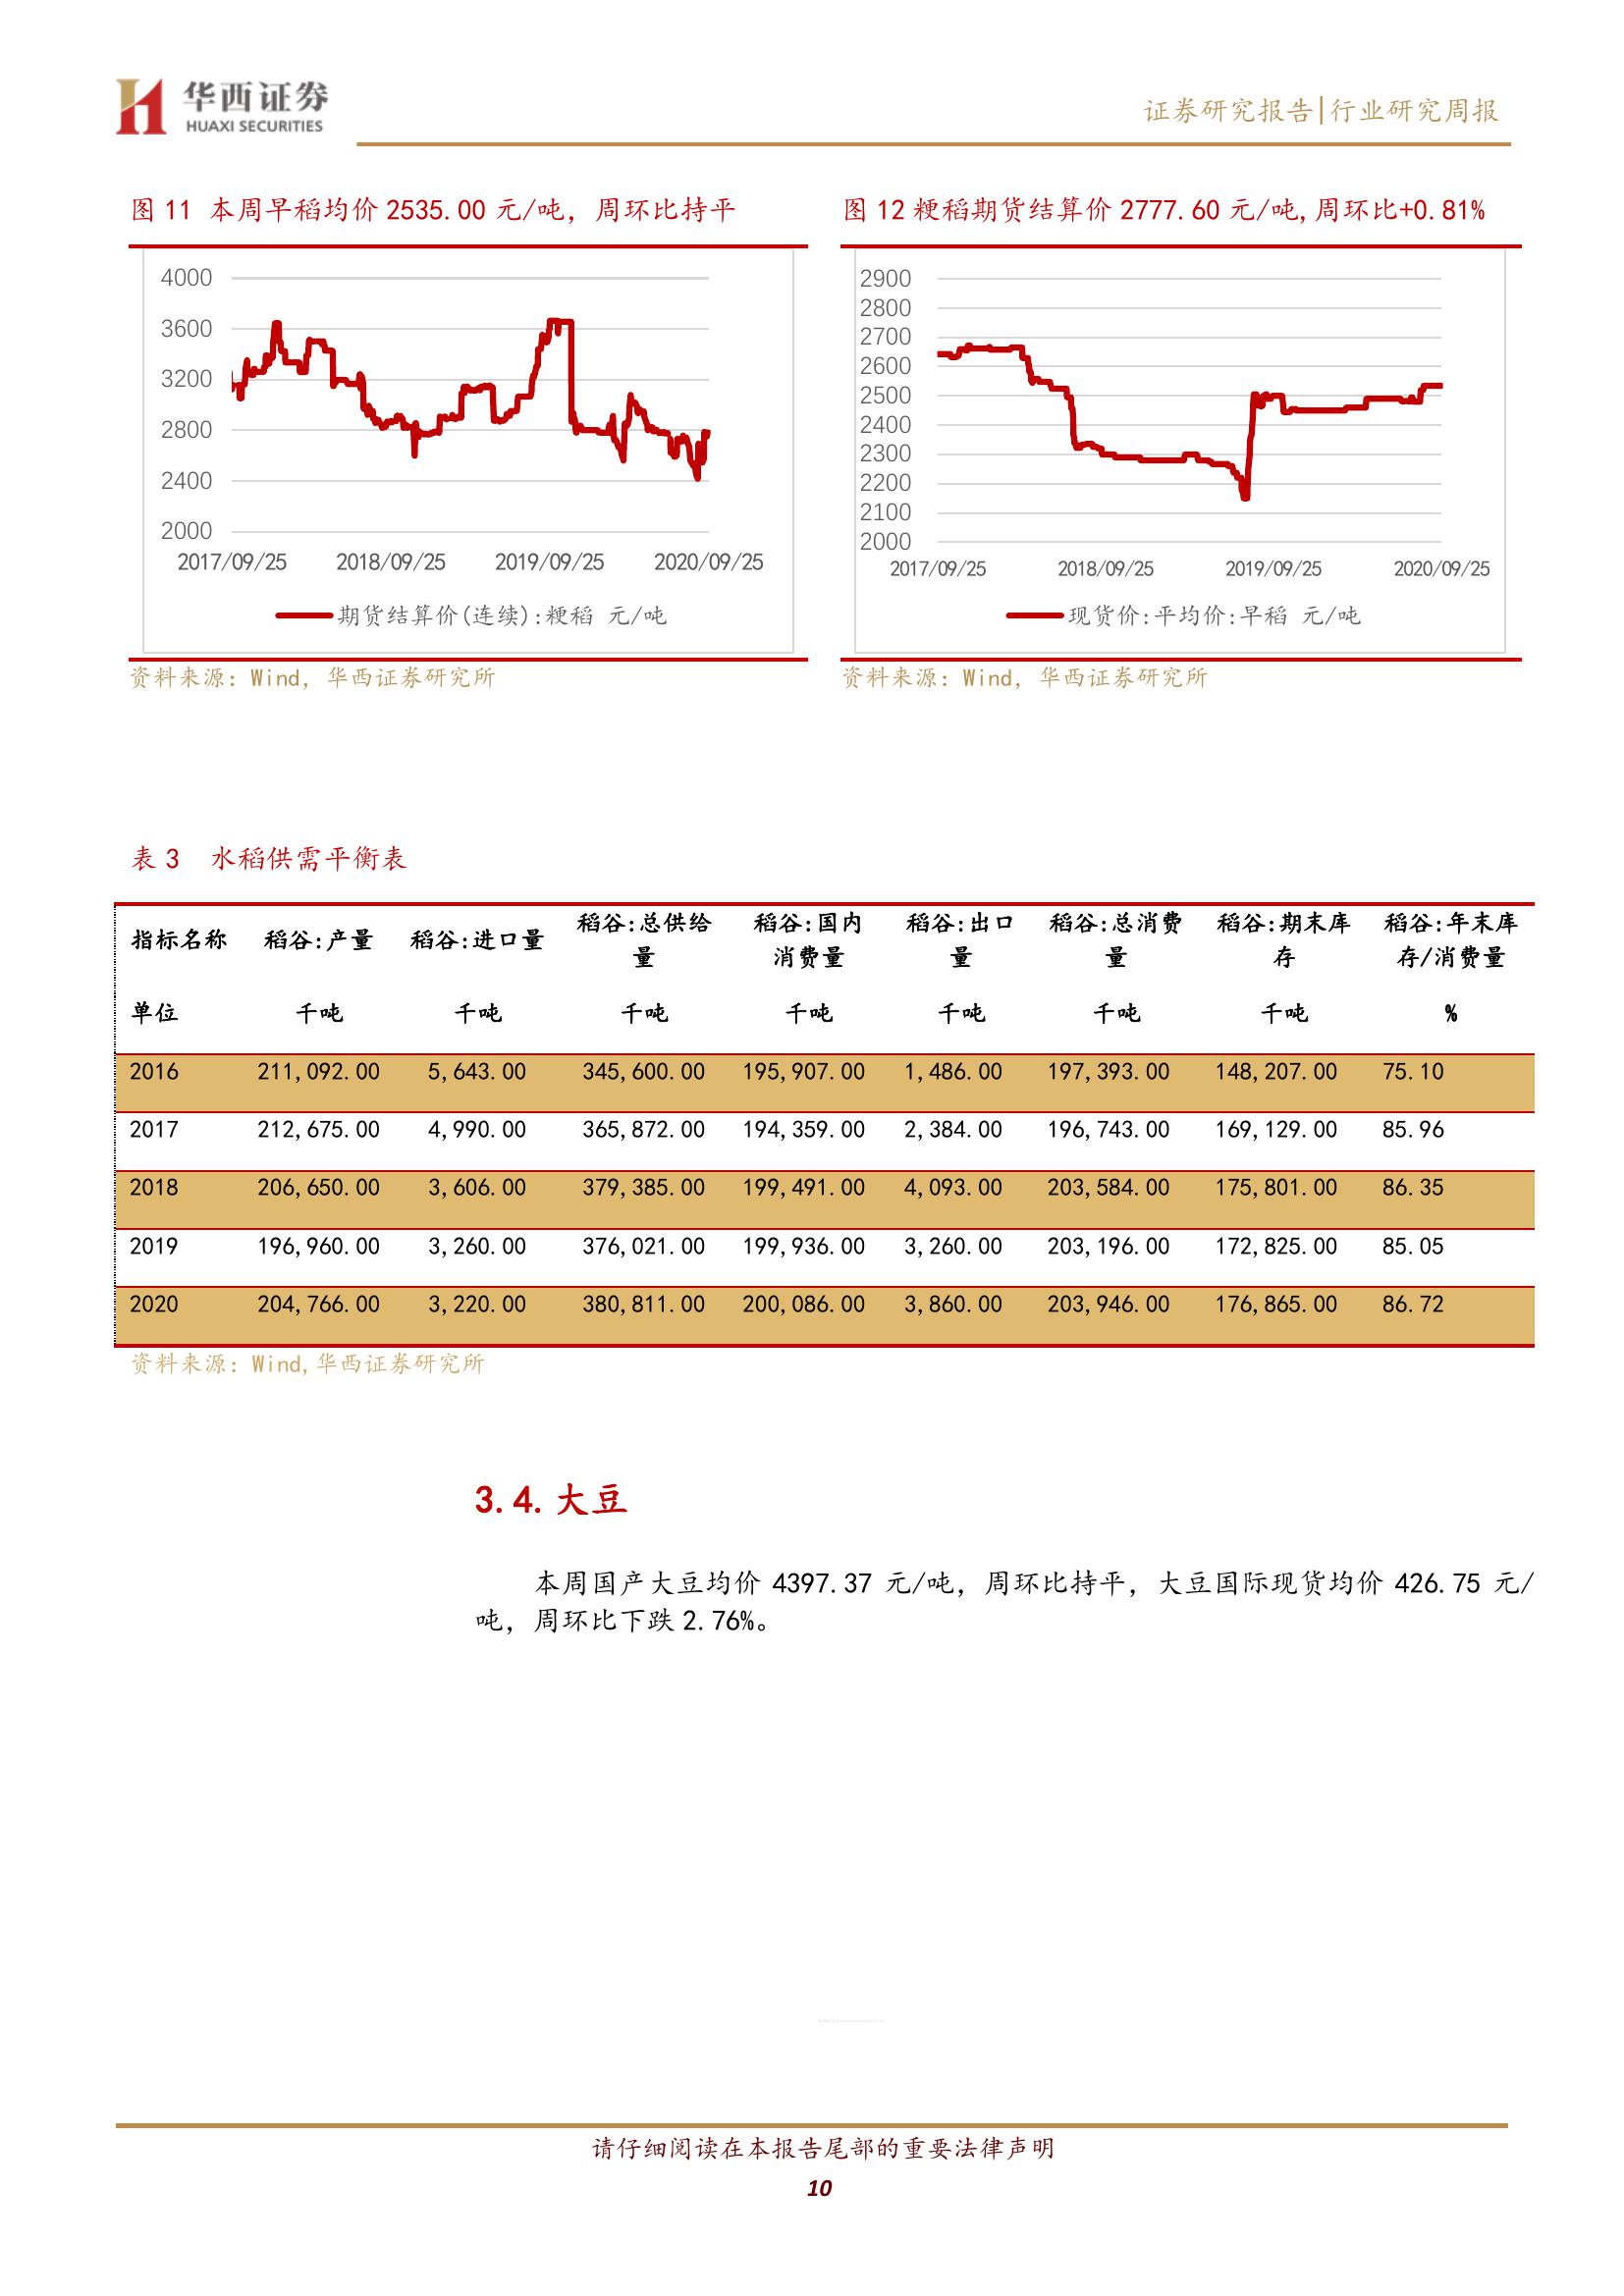 华西证券
HUAXI SECURITIES
证券研究报告|行业研究周报
图 11 本周早稻均价 2535.00 元/吨，周环比持平
4000
3600
3200
2800
2400
2000
2017/09/25 2018/09/25 2019/09/25 2020/09/25
期货结算价(连续):粳稻 元/吨
资料来源：Wind，华西证券研究所
图 12 粳稻期货结算价 2777.60 元/吨,周环比+0.81%
2900
2800
2700
2600
2500
2400
2300
2200
2100
2000
2017/09/25 2018/09/25 2019/09/25 2020/09/25
现货价:平均价:早稻 元/吨
资料来源：Wind，华西证券研究所
表 3 水稻供需平衡表
指标名称 稻谷:产量 稻谷:进口量 稻谷:总供给量 稻谷:国内消费量 稻谷:出口量 稻谷:总消费量 稻谷:期末库存 稻谷:年末库存/消费量
单位 千吨 千吨 千吨 千吨 千吨 千吨 千吨 %
2016 211,092.00 5,643.00 345,600.00 195,907.00 1,486.00 197,393.00 148,207.00 75.10
2017 212,675.00 4,990.00 365,872.00 194,359.00 2,384.00 196,743.00 169,129.00 85.96
2018 206,650.00 3,606.00 379,385.00 199,491.00 4,093.00 203,584.00 175,801.00 86.35
2019 196,960.00 3,260.00 376,021.00 199,936.00 3,260.00 203,196.00 172,825.00 85.05
2020 204,766.00 3,220.00 380,811.00 200,086.00 3,860.00 203,946.00 176,865.00 86.72
资料来源：Wind,华西证券研究所
3.4. 大豆
本周国产大豆均价 4397.37 元/吨，周环比持平，大豆国际现货均价 426.75 元/
吨，周环比下跌 2.76%。
请仔细阅读在本报告尾部的重要法律声明
10